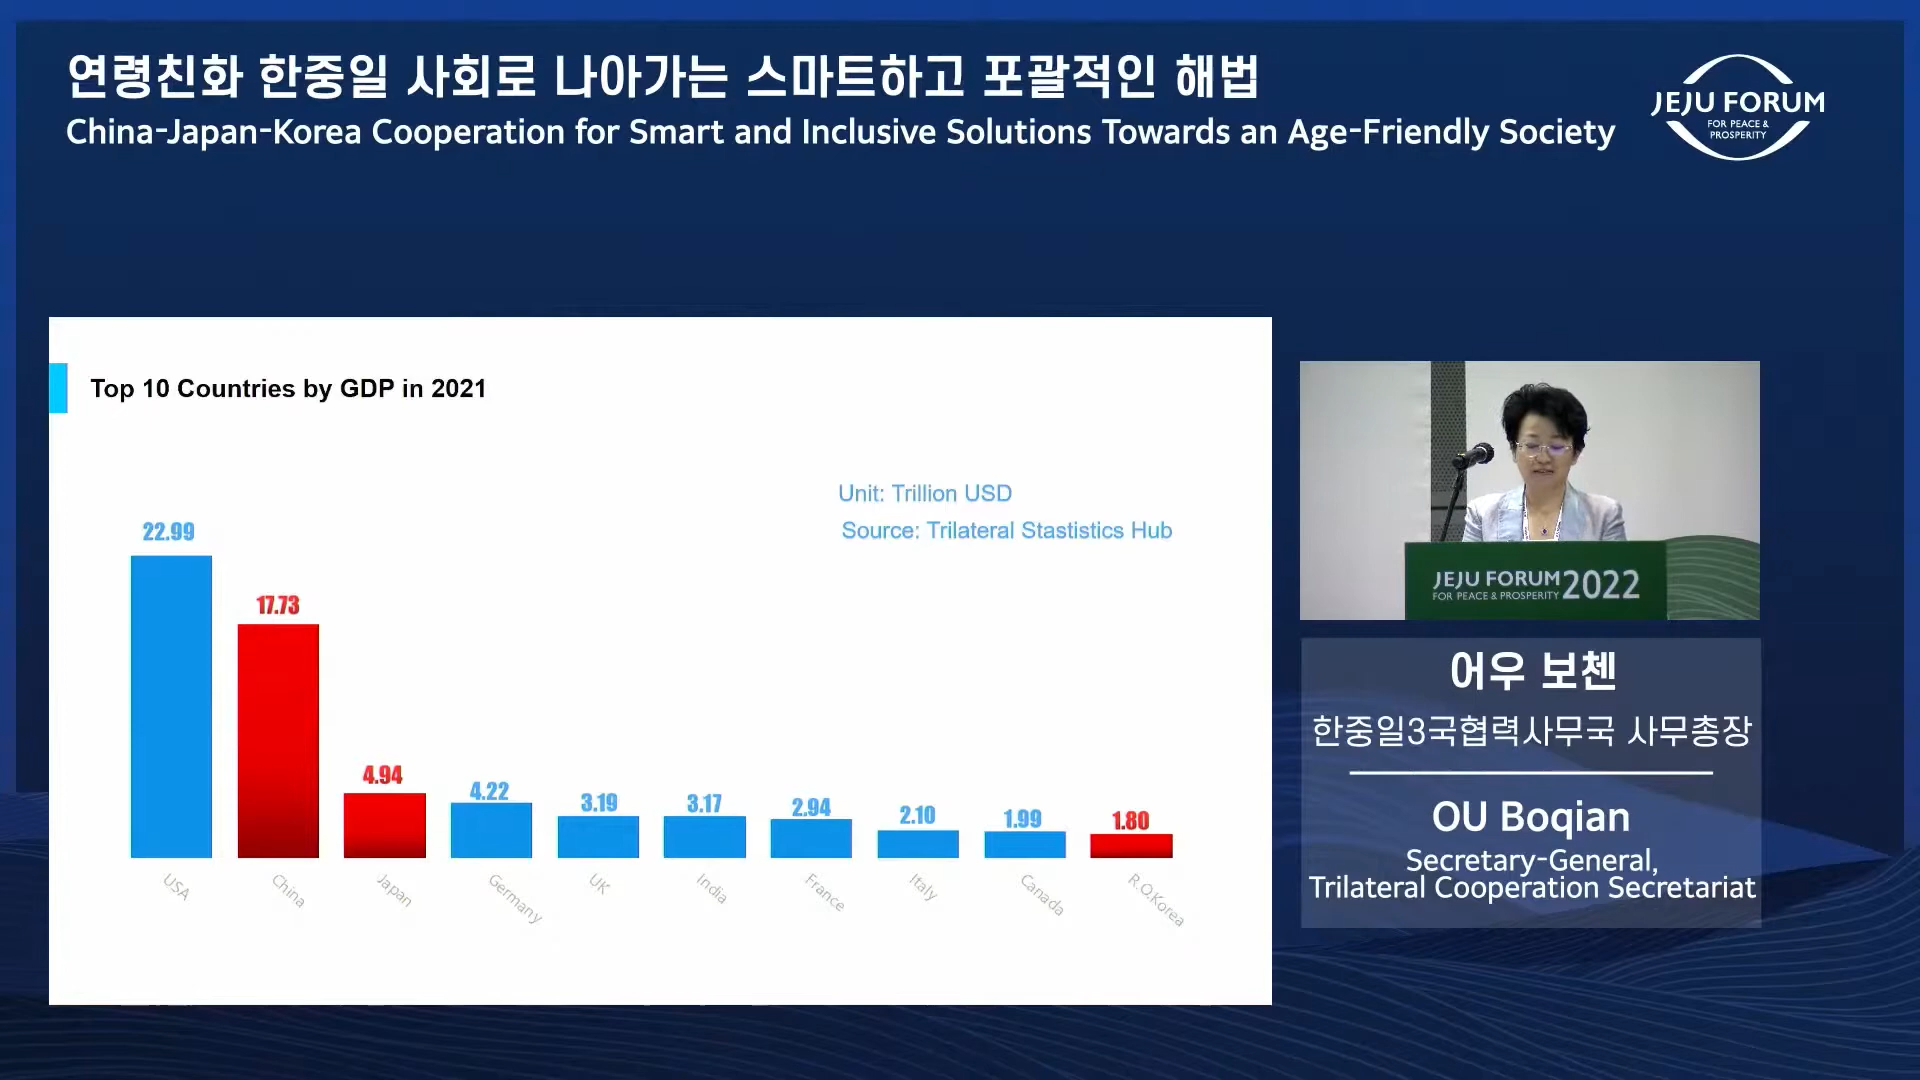 연령친화 한중일 사회로 나아가는 스마트하고 포괄적인 해법
China-Japan-Korea Cooperation for Smart and Inclusive Solutions Towards an Age-Friendly Society
JEJU FORUM
FOR PEACE &
PROSPERITY
Top 10 Countries by GDP in 2021
Unit: Trillion USD
Source: Trilateral Stastistics Hub
22.99
17.73
4.94
4.22
3.19
3.17
2.94
2.10
1.99
1.80
USA
China
Japan
Germany
UK
India
France
Italy
Canada
R.O.Korea
JEJU FORUM 2022
FOR PEACE & PROSPERITY
어우 보첸
한중일3국협력사무국 사무총장
OU Boqian
Secretary-General,
Trilateral Cooperation Secretariat